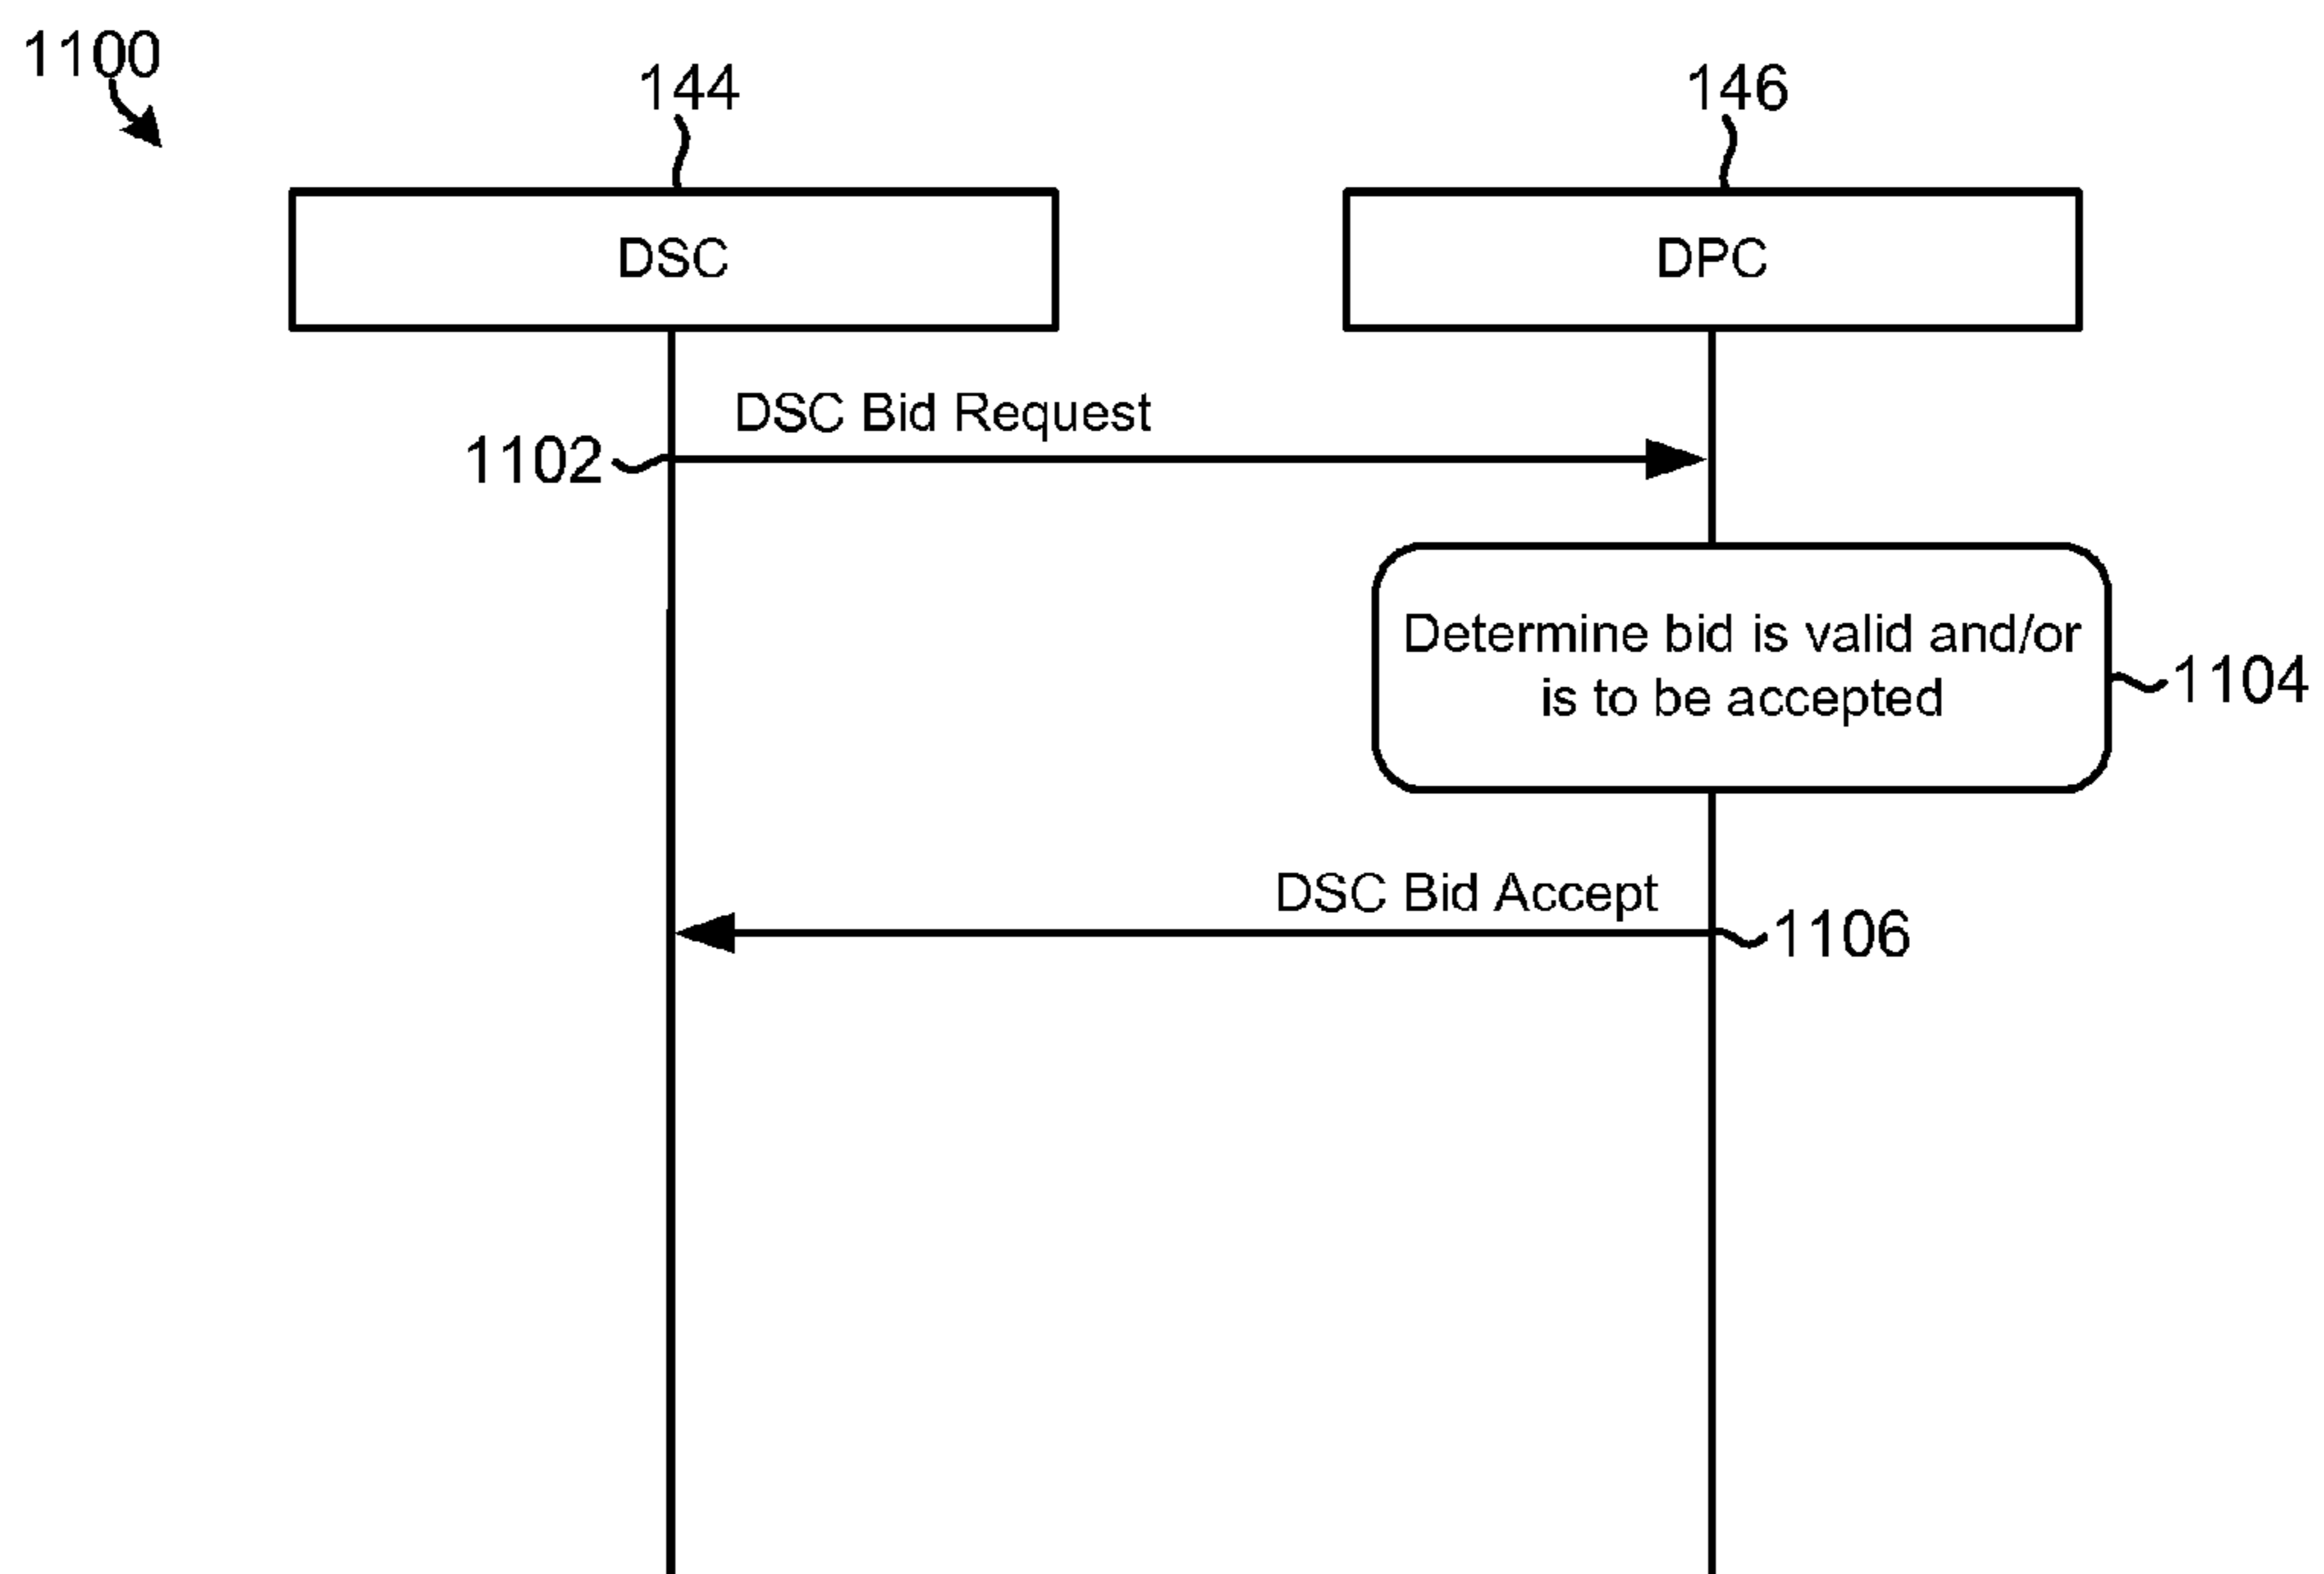 1100
144
146
DSC
DPC
DSC Bid Request
1102
Determine bid is valid and/or
is to be accepted
1104
DSC Bid Accept
1106